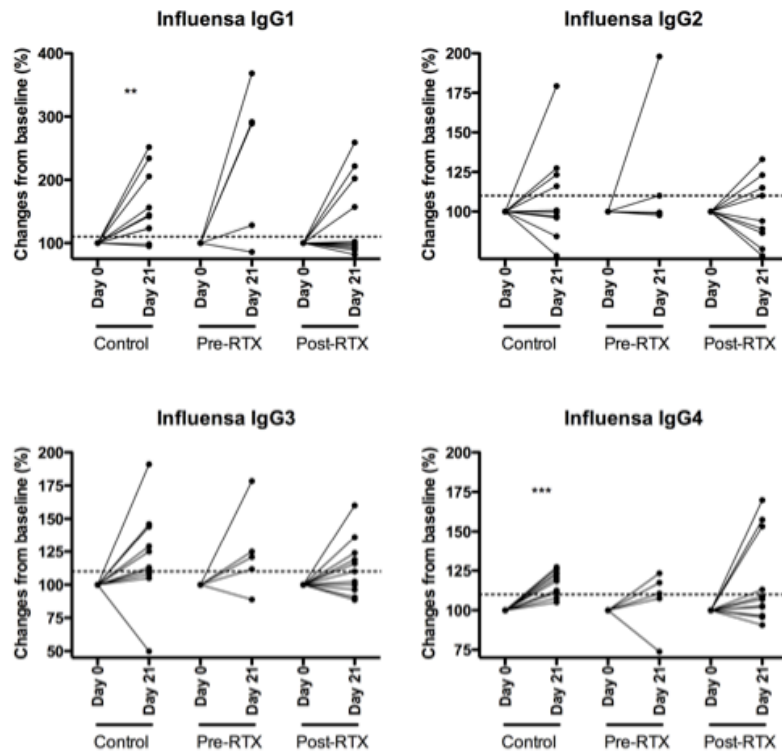 Influensa IgG1
Changes from baseline (%)
400
300
200
100
**
Day 0
Day 21
Day 0
Day 21
Day 0
Day 21
Control
Pre-RTX
Post-RTX
Influensa IgG2
Changes from baseline (%)
200
175
150
125
100
Day 0
Day 21
Day 0
Day 21
Day 0
Day 21
Control
Pre-RTX
Post-RTX
Influensa IgG3
Changes from baseline (%)
200
175
150
125
100
75
50
Day 0
Day 21
Day 0
Day 21
Day 0
Day 21
Control
Pre-RTX
Post-RTX
Influensa IgG4
Changes from baseline (%)
200
175
150
125
100
75
***
Day 0
Day 21
Day 0
Day 21
Day 0
Day 21
Control
Pre-RTX
Post-RTX